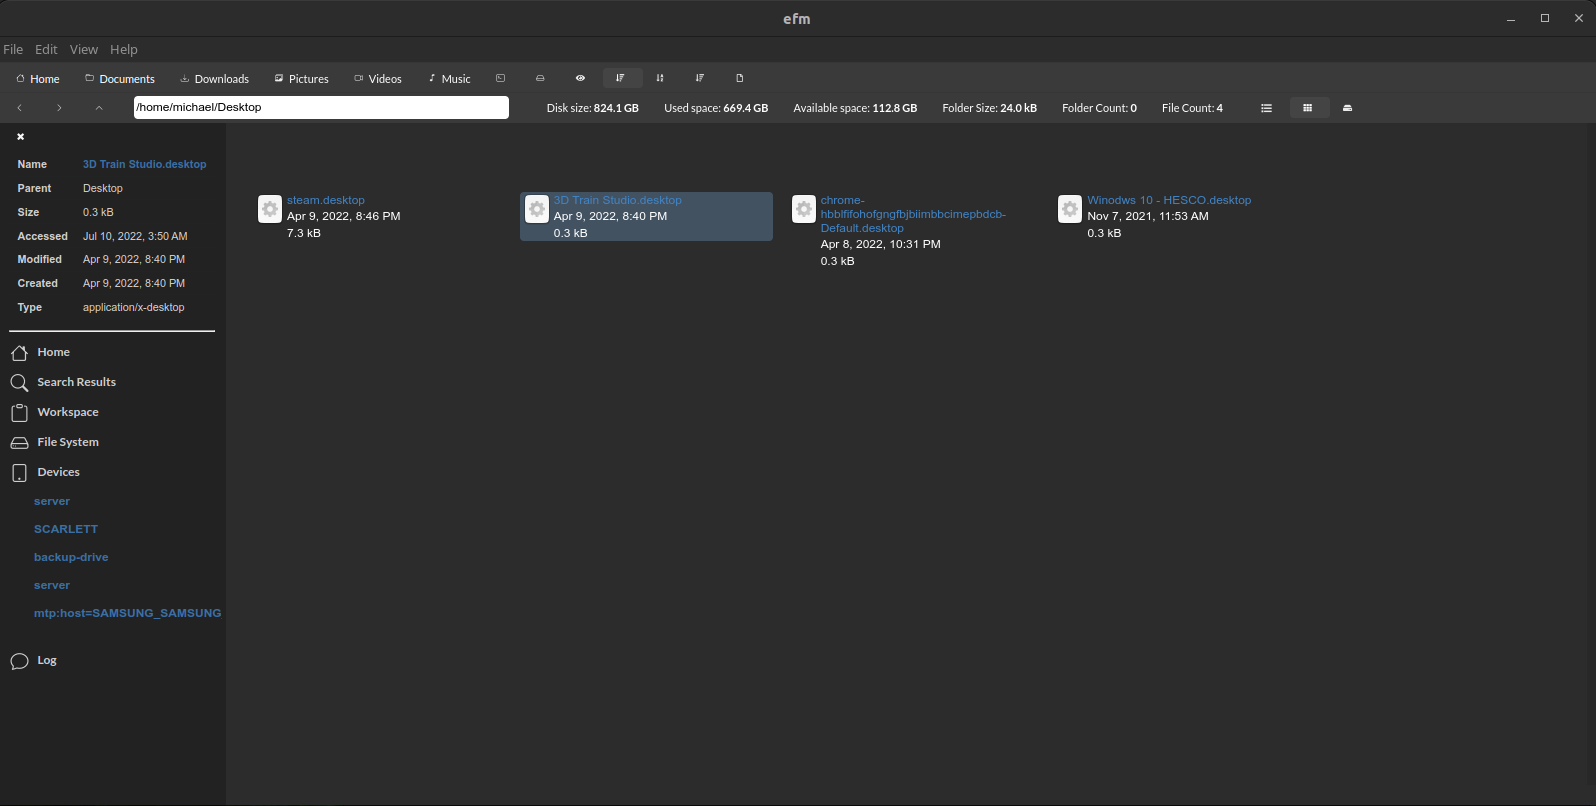 efm
File Edit View Help
Home Documents Downloads Pictures Videos Music
/home/michael/Desktop Disk size: 824.1 GB Used space: 669.4 GB Available space: 112.8 GB Folder Size: 24.0 kB Folder Count: 0 File Count: 4
Name 3D Train Studio.desktop
Parent Desktop
Size 0.3 kB
Accessed Jul 10, 2022, 3:50 AM
Modified Apr 9, 2022, 8:40 PM
Created Apr 9, 2022, 8:40 PM
Type application/x-desktop
Home
Search Results
Workspace
File System
Devices
server
SCARLETT
backup-drive
server
mtp:host=SAMSUNG_SAMSUNG
Log
steam.desktop
Apr 9, 2022, 8:46 PM
7.3 kB
3D Train Studio.desktop
Apr 9, 2022, 8:40 PM
0.3 kB
chrome-
hbblfifohofgngfbjbiimbbcimepbdcb-
Default.desktop
Apr 8, 2022, 10:31 PM
0.3 kB
Winodws 10 - HESCO.desktop
Nov 7, 2021, 11:53 AM
0.3 kB